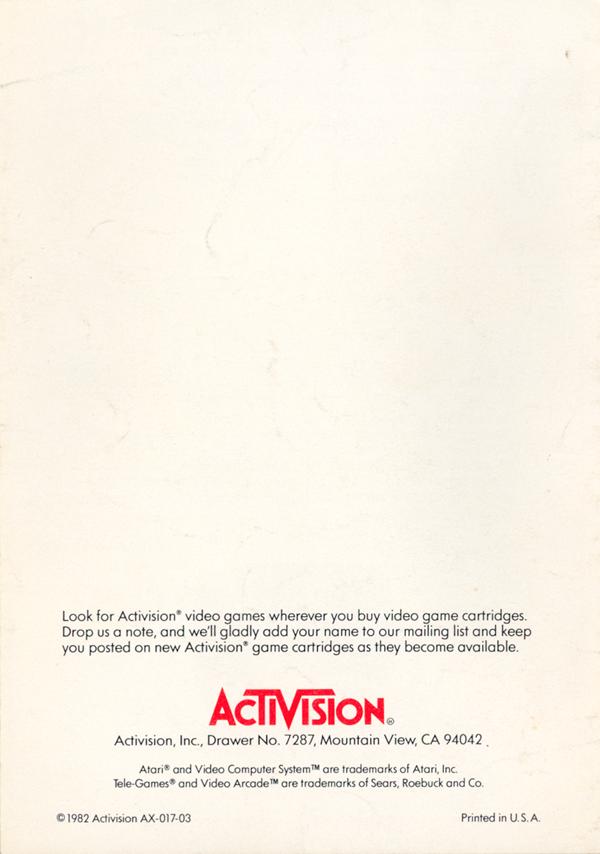 Look for Activision® video games wherever you buy video game cartridges.
Drop us a note, and we'll gladly add your name to our mailing list and keep
you posted on new Activision® game cartridges as they become available.
ACTIVISION®
Activision, Inc., Drawer No. 7287, Mountain View, CA 94042.
Atari® and Video Computer System™ are trademarks of Atari, Inc.
Tele-Games® and Video Arcade™ are trademarks of Sears, Roebuck and Co.
©1982 Activision AX-017-03 Printed in U.S.A.